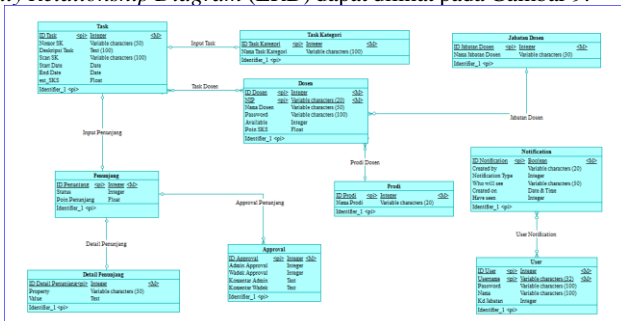 Relationship Diagram (ERD) dapat dilihat pada Gambar 9.
Task
ID Task <pi> Integer <M>
Nomor SK Variable characters (50)
Deskripsi Task Text (100)
Scan SK Variable characters (100)
Start Date Date
End Date Date
est_SKS Float
Identifier_1 <pi>
Input Task
Task Kategori
ID Task Kategori <pi> Integer <M>
Nama Task Kategori Variable characters (100)
Identifier_1 <pi>
Jabatan Dosen
ID Jabatan Dosen <pi> Integer <M>
Nama Jabatan Dosen Variable characters (50)
Identifier_1 <pi>
Task Dosen
Dosen
ID Dosen <pi> Integer <M>
NIP <pi> Variable characters (20) <M>
Nama Dosen Variable characters (50)
Password Variable characters (100)
Available Integer
Poin SKS Float
Identifier_1 <pi>
Jabatan Dosen
Input Penunjang
Prodi Dosen
Penunjang
ID Penunjang <pi> Integer <M>
Status Integer
Poin Penunjang Float
Identifier_1 <pi>
Approval Penunjang
Prodi
ID Prodi <pi> Integer <M>
Nama Prodi Variable characters (20)
Identifier_1 <pi>
Notification
ID Notification <pi> Boolean <M>
Created by Variable characters (20)
Notification Type Integer
Who will see Variable characters (50)
Created on Date & Time
Have seen Integer
Identifier_1 <pi>
User Notification
Detail Penunjang
Detail Penunjang
ID Detail Penunjang <pi> Integer <M>
Property Variable characters (50)
Value Text
Identifier_1 <pi>
Approval
ID Approval <pi> Integer <M>
Admin Approval Integer
Wadek Approval Integer
Komentar Admin Text
Komentar Wadek Text
Identifier_1 <pi>
User
ID User <pi> Integer <M>
Username <pi> Variable characters (32) <M>
Password Variable characters (100)
Nama Variable characters (100)
Kd Jabatan Integer
Identifier_1 <pi>